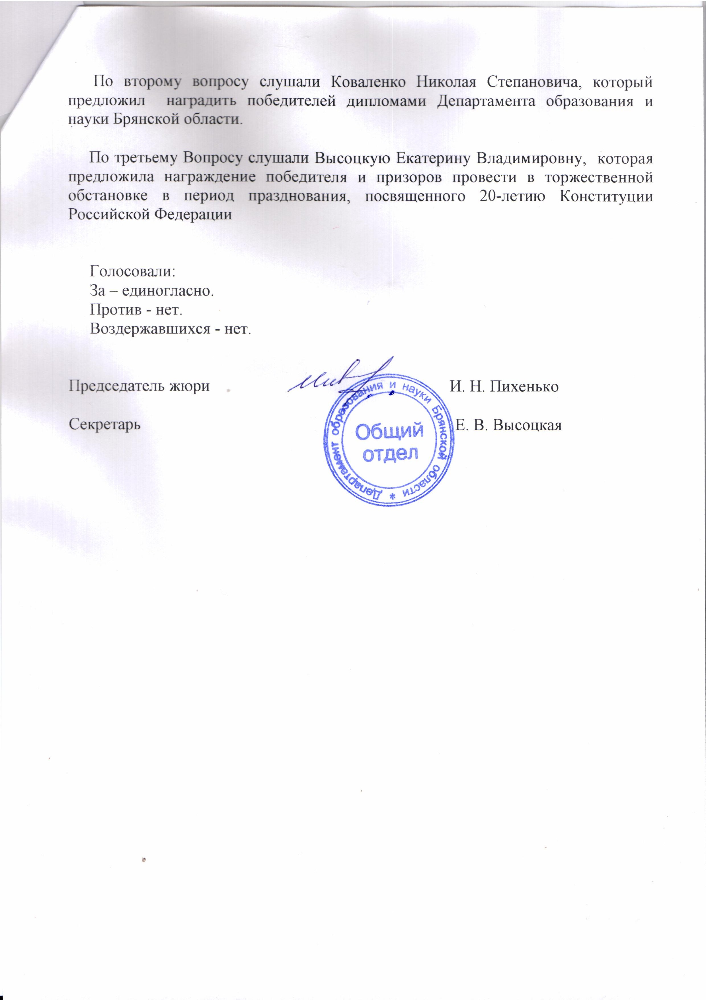 По второму вопросу слушали Коваленко Николая Степановича, который
предложил наградить победителей дипломами Департамента образования и
науки Брянской области.
По третьему Вопросу слушали Высоцкую Екатерину Владимировну, которая
предложила награждение победителя и призоров провести в торжественной
обстановке в период празднования, посвященного 20-летию Конституции
Российской Федерации
Голосовали:
За – единогласно.
Против - нет.
Воздержавшихся - нет.
Председатель жюри И. Н. Пихенько
Секретарь Е. В. Высоцкая
Департамент образования и науки Брянской области *
Общий
отдел